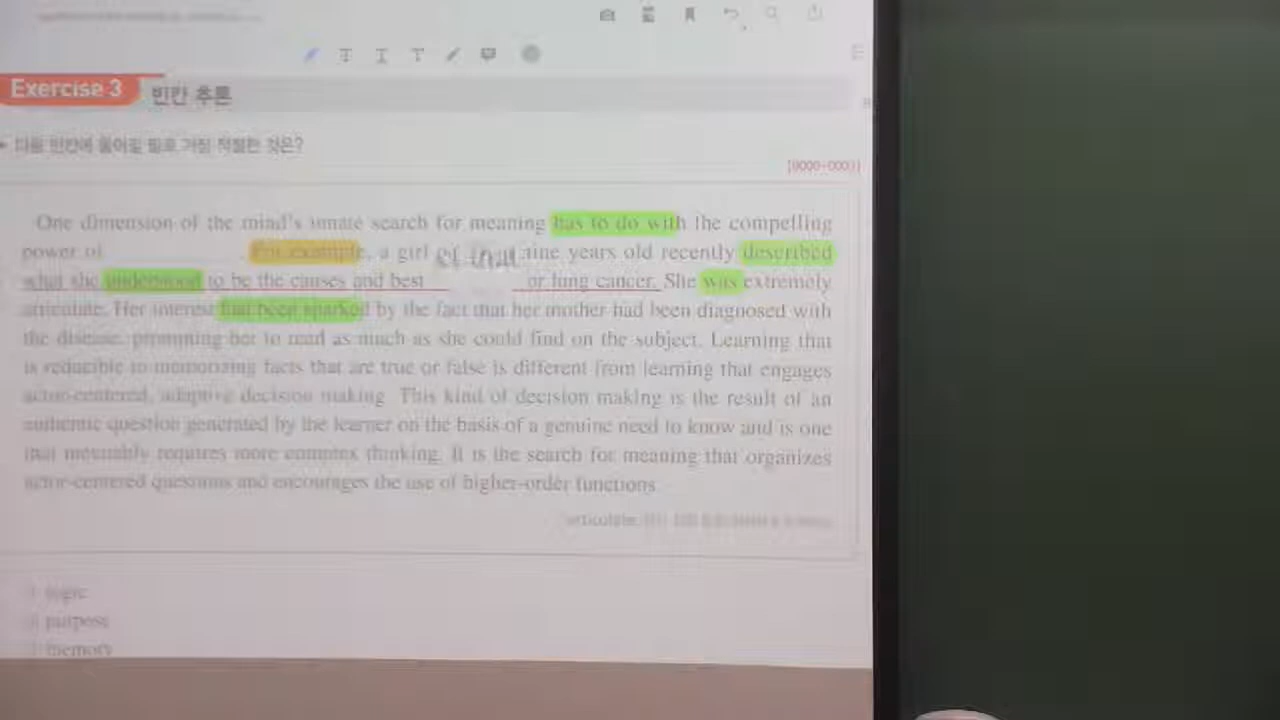 Exercise 3 빈칸 추론
다음 빈칸에 들어갈 말로 가장 적절한 것은?
[0000~0001]
One dimension of the mind's innate search for meaning has to do with the compelling
power of . For example, a girl of that nine years old recently described
what she understood to be the causes and best or lung cancer. She was extremely
articulate. Her interest had been sparked by the fact that her mother had been diagnosed with
the disease, prompting her to read as much as she could find on the subject. Learning that
is reducible to memorizing facts that are true or false is different from learning that engages
actor-centered, adaptive decision making. This kind of decision making is the result of an
authentic question generated by the learner on the basis of a genuine need to know and is one
that inevitably requires more complex thinking. It is the search for meaning that organizes
actor-centered questions and encourages the use of higher-order functions.
articulate
logic
purpose
memory